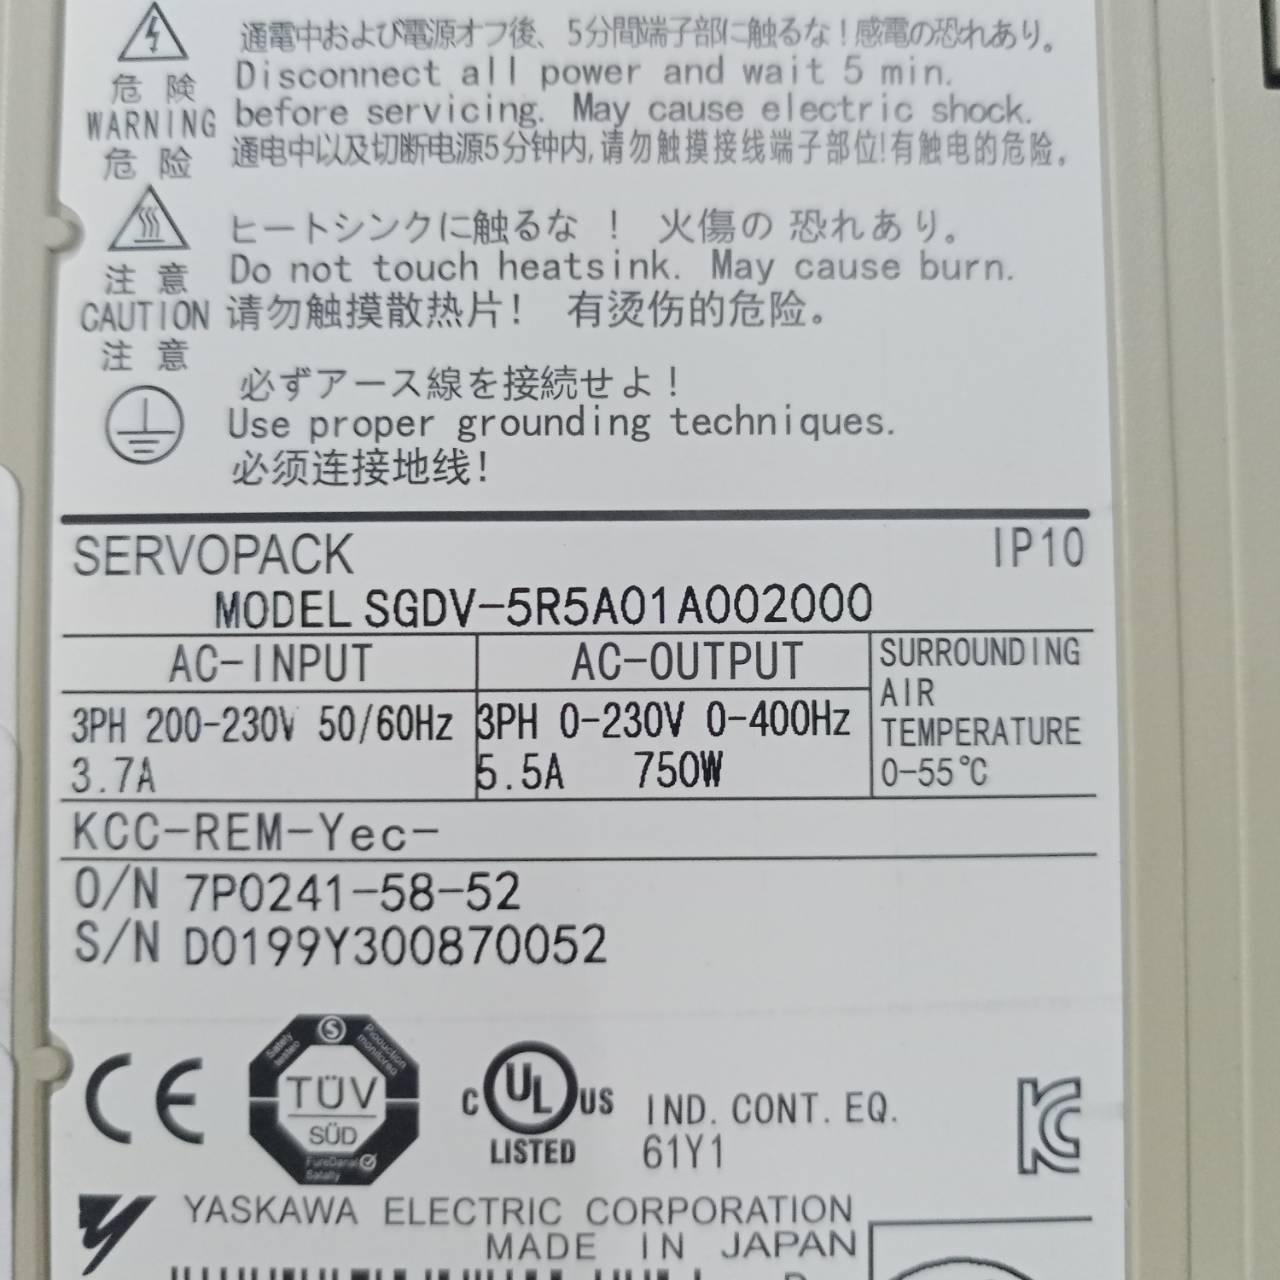 通電中および電源オフ後、5分間端子部に触るな！感電の恐れあり。
危 険
Disconnect all power and wait 5 min.
WARNING
before servicing. May cause electric shock.
危 险
通电中以及切断电源5分钟内,请勿触摸接线端子部位!有触电的危险。
ヒートシンクに触るな ！ 火傷の 恐れあり。
注 意
Do not touch heatsink. May cause burn.
CAUTION
请勿触摸散热片! 有烫伤的危险。
注 意
必ずアース線を接続せよ！
Use proper grounding techniques.
必须连接地线!
SERVOPACK
IP10
MODEL SGDV-5R5A01A002000
AC-INPUT
AC-OUTPUT
SURROUNDING
AIR
TEMPERATURE
0-55℃
3PH 200-230V 50/60Hz
3.7A
3PH 0-230V 0-400Hz
5.5A 750W
KCC-REM-Yec-
O/N 7P0241-58-52
S/N D0199Y300870052
CE
Safety
tested
S
Production
monitored
TÜV
SÜD
Safety
C UL US
LISTED
IND. CONT. EQ.
61Y1
YASKAWA ELECTRIC CORPORATION
MADE IN JAPAN